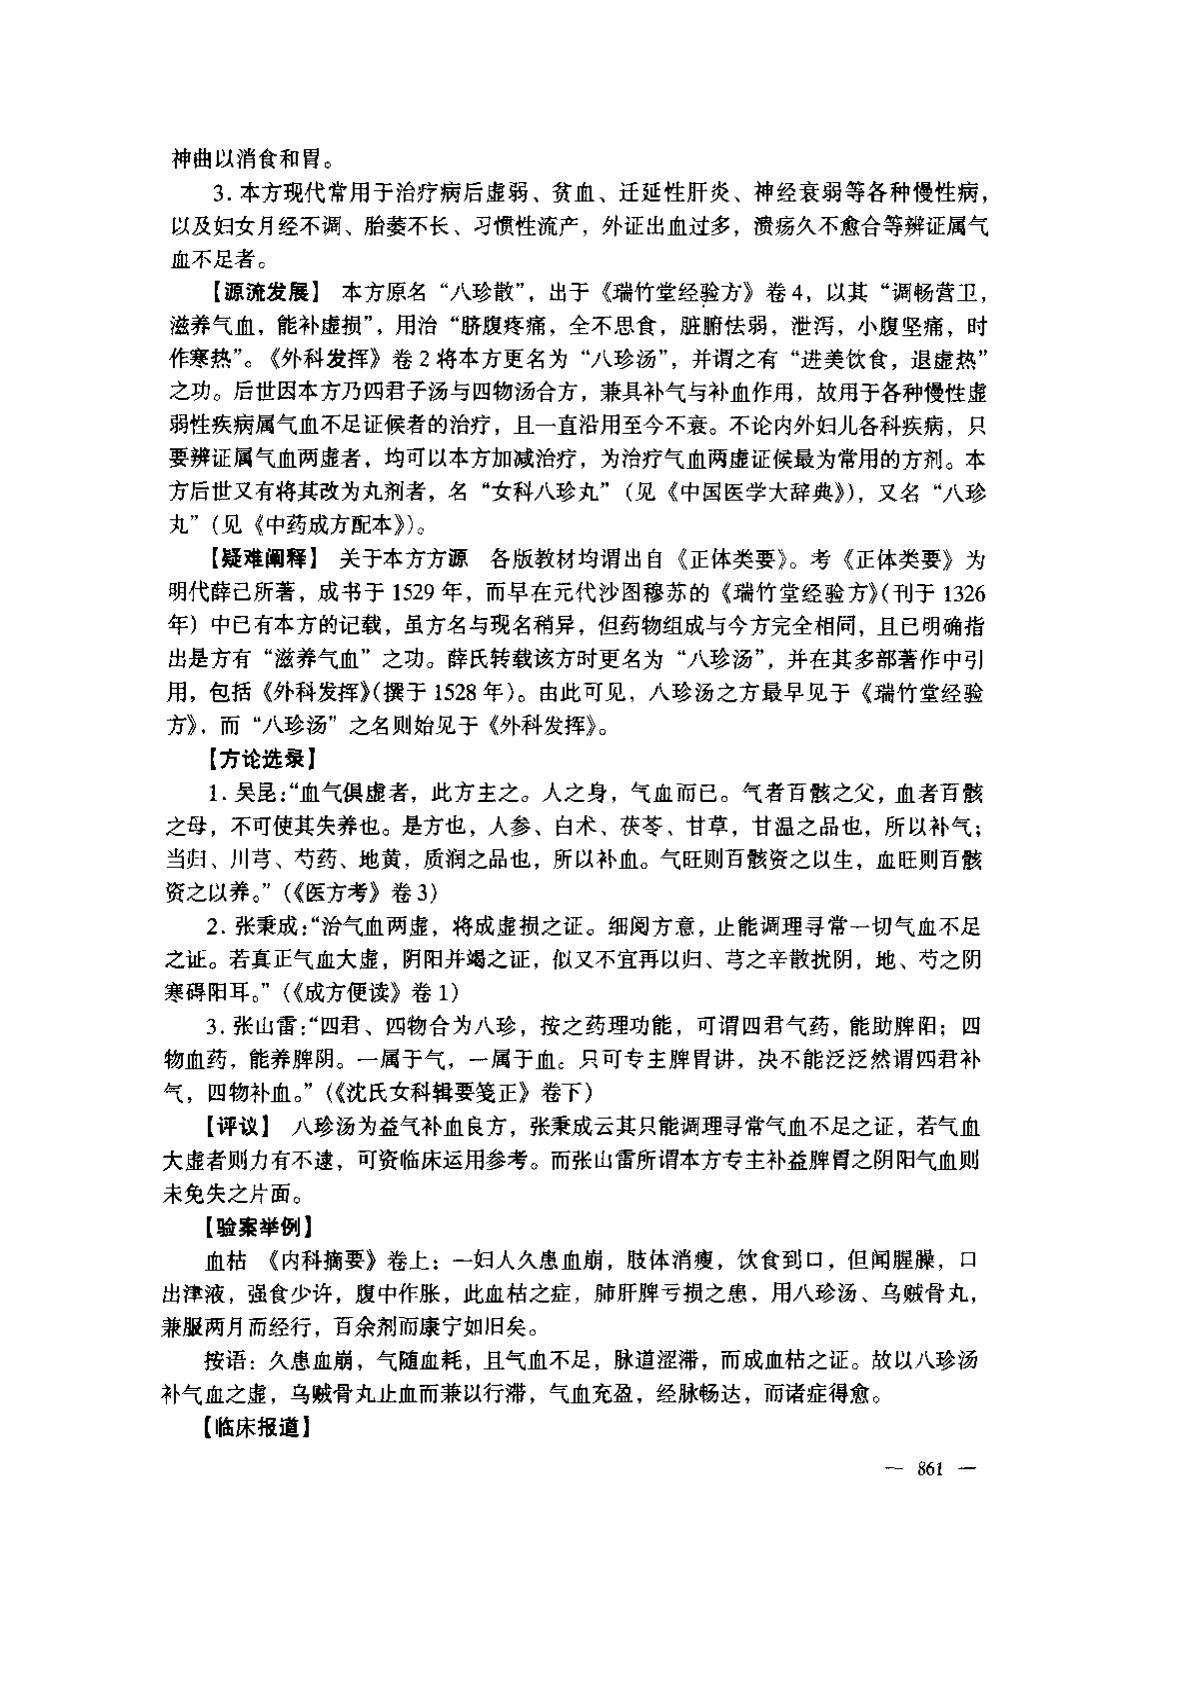 神曲以消食和胃。
3. 本方现代常用于治疗病后虚弱、贫血、迁延性肝炎、神经衰弱等各种慢性病，
以及妇女月经不调、胎萎不长、习惯性流产，外证出血过多，溃疡久不愈合等辨证属气
血不足者。
【源流发展】 本方原名“八珍散”，出于《瑞竹堂经验方》卷4，以其“调畅营卫，
滋养气血，能补虚损”，用治“脐腹疼痛，全不思食，脏腑怯弱，泄泻，小腹坚痛，时
作寒热”。《外科发挥》卷2将本方更名为“八珍汤”，并谓之有“进美饮食，退虚热”
之功。后世因本方乃四君子汤与四物汤合方，兼具补气与补血作用，故用于各种慢性虚
弱性疾病属气血不足证候者的治疗，且一直沿用至今不衰。不论内外妇儿各科疾病，只
要辨证属气血两虚者，均可以本方加减治疗，为治疗气血两虚证候最为常用的方剂。本
方后世又有将其改为丸剂者，名“女科八珍丸”（见《中国医学大辞典》），又名“八珍
丸”（见《中药成方配本》）。
【疑难阐释】 关于本方方源 各版教材均谓出自《正体类要》。考《正体类要》为
明代薛己所著，成书于1529年，而早在元代沙图穆苏的《瑞竹堂经验方》（刊于1326
年）中已有本方的记载，虽方名与现名稍异，但药物组成与今方完全相同，且已明确指
出是方有“滋养气血”之功。薛氏转载该方时更名为“八珍汤”，并在其多部著作中引
用，包括《外科发挥》（撰于1528年）。由此可见，八珍汤之方最早见于《瑞竹堂经验
方》，而“八珍汤”之名则始见于《外科发挥》。
【方论选录】
1. 吴昆：“血气俱虚者，此方主之。人之身，气血而已。气者百骸之父，血者百骸
之母，不可使其失养也。是方也，人参、白术、茯苓、甘草，甘温之品也，所以补气；
当归、川芎、芍药、地黄，质润之品也，所以补血。气旺则百骸资之以生，血旺则百骸
资之以养。”（《医方考》卷3）
2. 张秉成：“治气血两虚，将成虚损之证。细阅方意，止能调理寻常一切气血不足
之证。若真正气血大虚，阴阳并竭之证，似又不宜再以归、芎之辛散扰阴，地、芍之阴
寒碍阳耳。”（《成方便读》卷1）
3. 张山雷：“四君、四物合为八珍，按之药理功能，可谓四君气药，能助脾阳；四
物血药，能养脾阴。一属于气，一属于血。只可专主脾胃讲，决不能泛泛然谓四君补
气，四物补血。”（《沈氏女科辑要笺正》卷下）
【评议】 八珍汤为益气补血良方，张秉成云其只能调理寻常气血不足之证，若气血
大虚者则力有不逮，可资临床运用参考。而张山雷所谓本方专主补益脾胃之阴阳气血则
未免失之片面。
【验案举例】
血枯 《内科摘要》卷上：一妇人久患血崩，肢体消瘦，饮食到口，但闻腥臊，口
出津液，强食少许，腹中作胀，此血枯之症，肺肝脾亏损之患，用八珍汤、乌贼骨丸，
兼服两月而经行，百余剂而康宁如旧矣。
按语：久患血崩，气随血耗，且气血不足，脉道涩滞，而成血枯之证。故以八珍汤
补气血之虚，乌贼骨丸止血而兼以行滞，气血充盈，经脉畅达，而诸症得愈。
【临床报道】
— 861 —